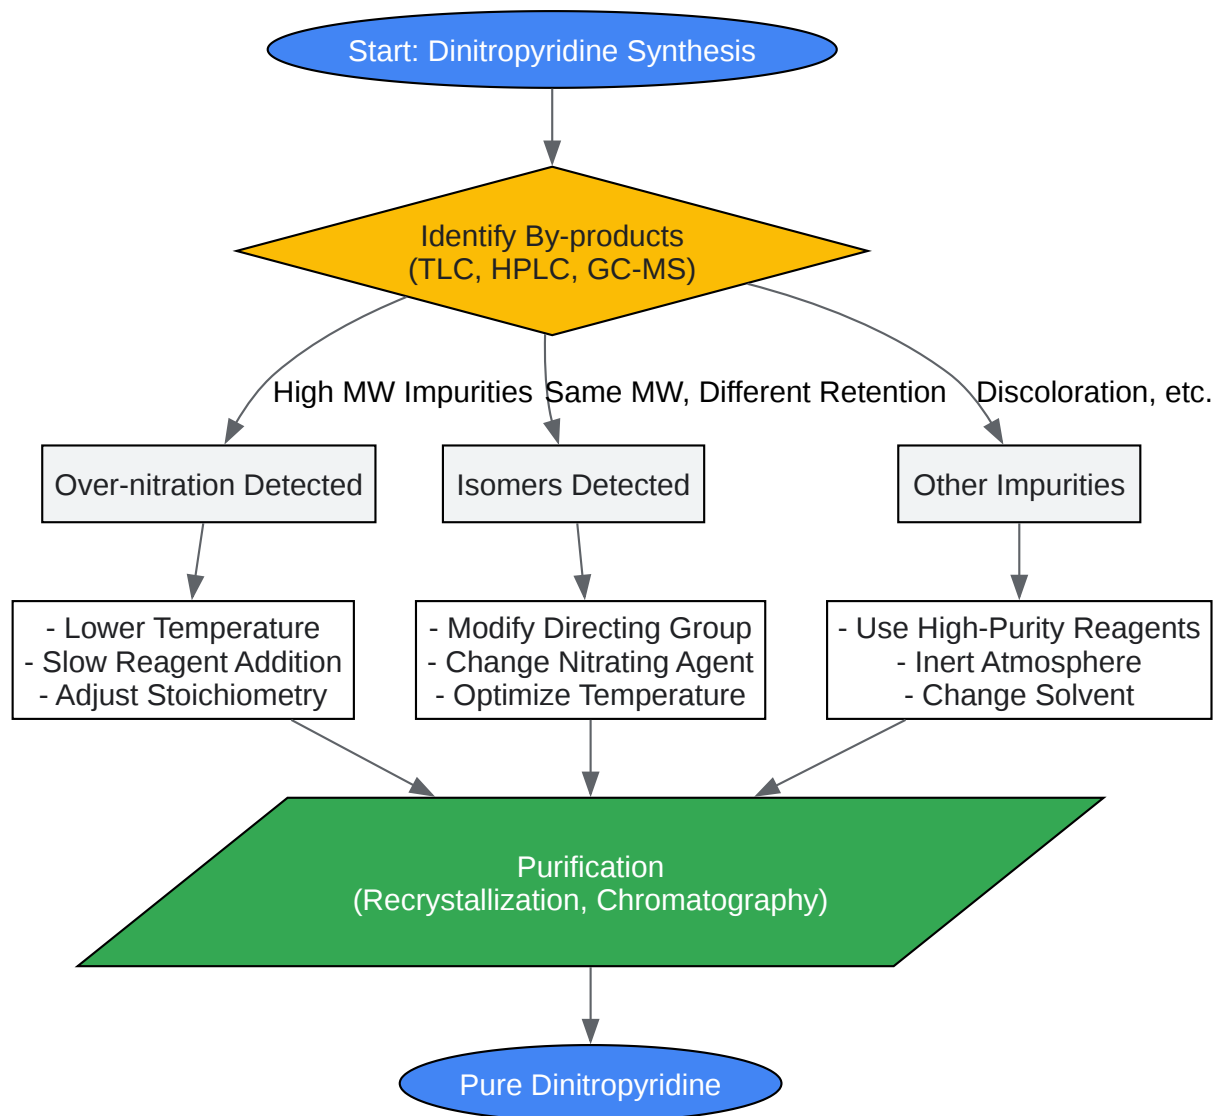 Start: Dinitropyridine Synthesis
Identify By-products
(TLC, HPLC, GC-MS)
High MW Impurities
Same MW, Different Retention
Discoloration, etc.
Over-nitration Detected
Isomers Detected
Other Impurities
- Lower Temperature
- Slow Reagent Addition
- Adjust Stoichiometry
- Modify Directing Group
- Change Nitrating Agent
- Optimize Temperature
- Use High-Purity Reagents
- Inert Atmosphere
- Change Solvent
Purification
(Recrystallization, Chromatography)
Pure Dinitropyridine